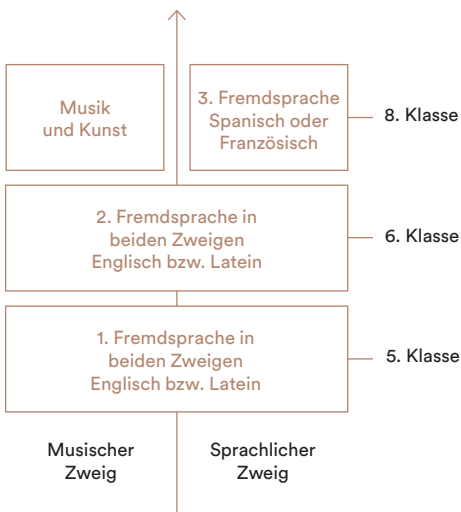 Musik
und Kunst
3. Fremdsprache
Spanisch oder
Französisch
8. Klasse
2. Fremdsprache in
beiden Zweigen
Englisch bzw. Latein
6. Klasse
1. Fremdsprache in
beiden Zweigen
Englisch bzw. Latein
5. Klasse
Musischer
Zweig
Sprachlicher
Zweig